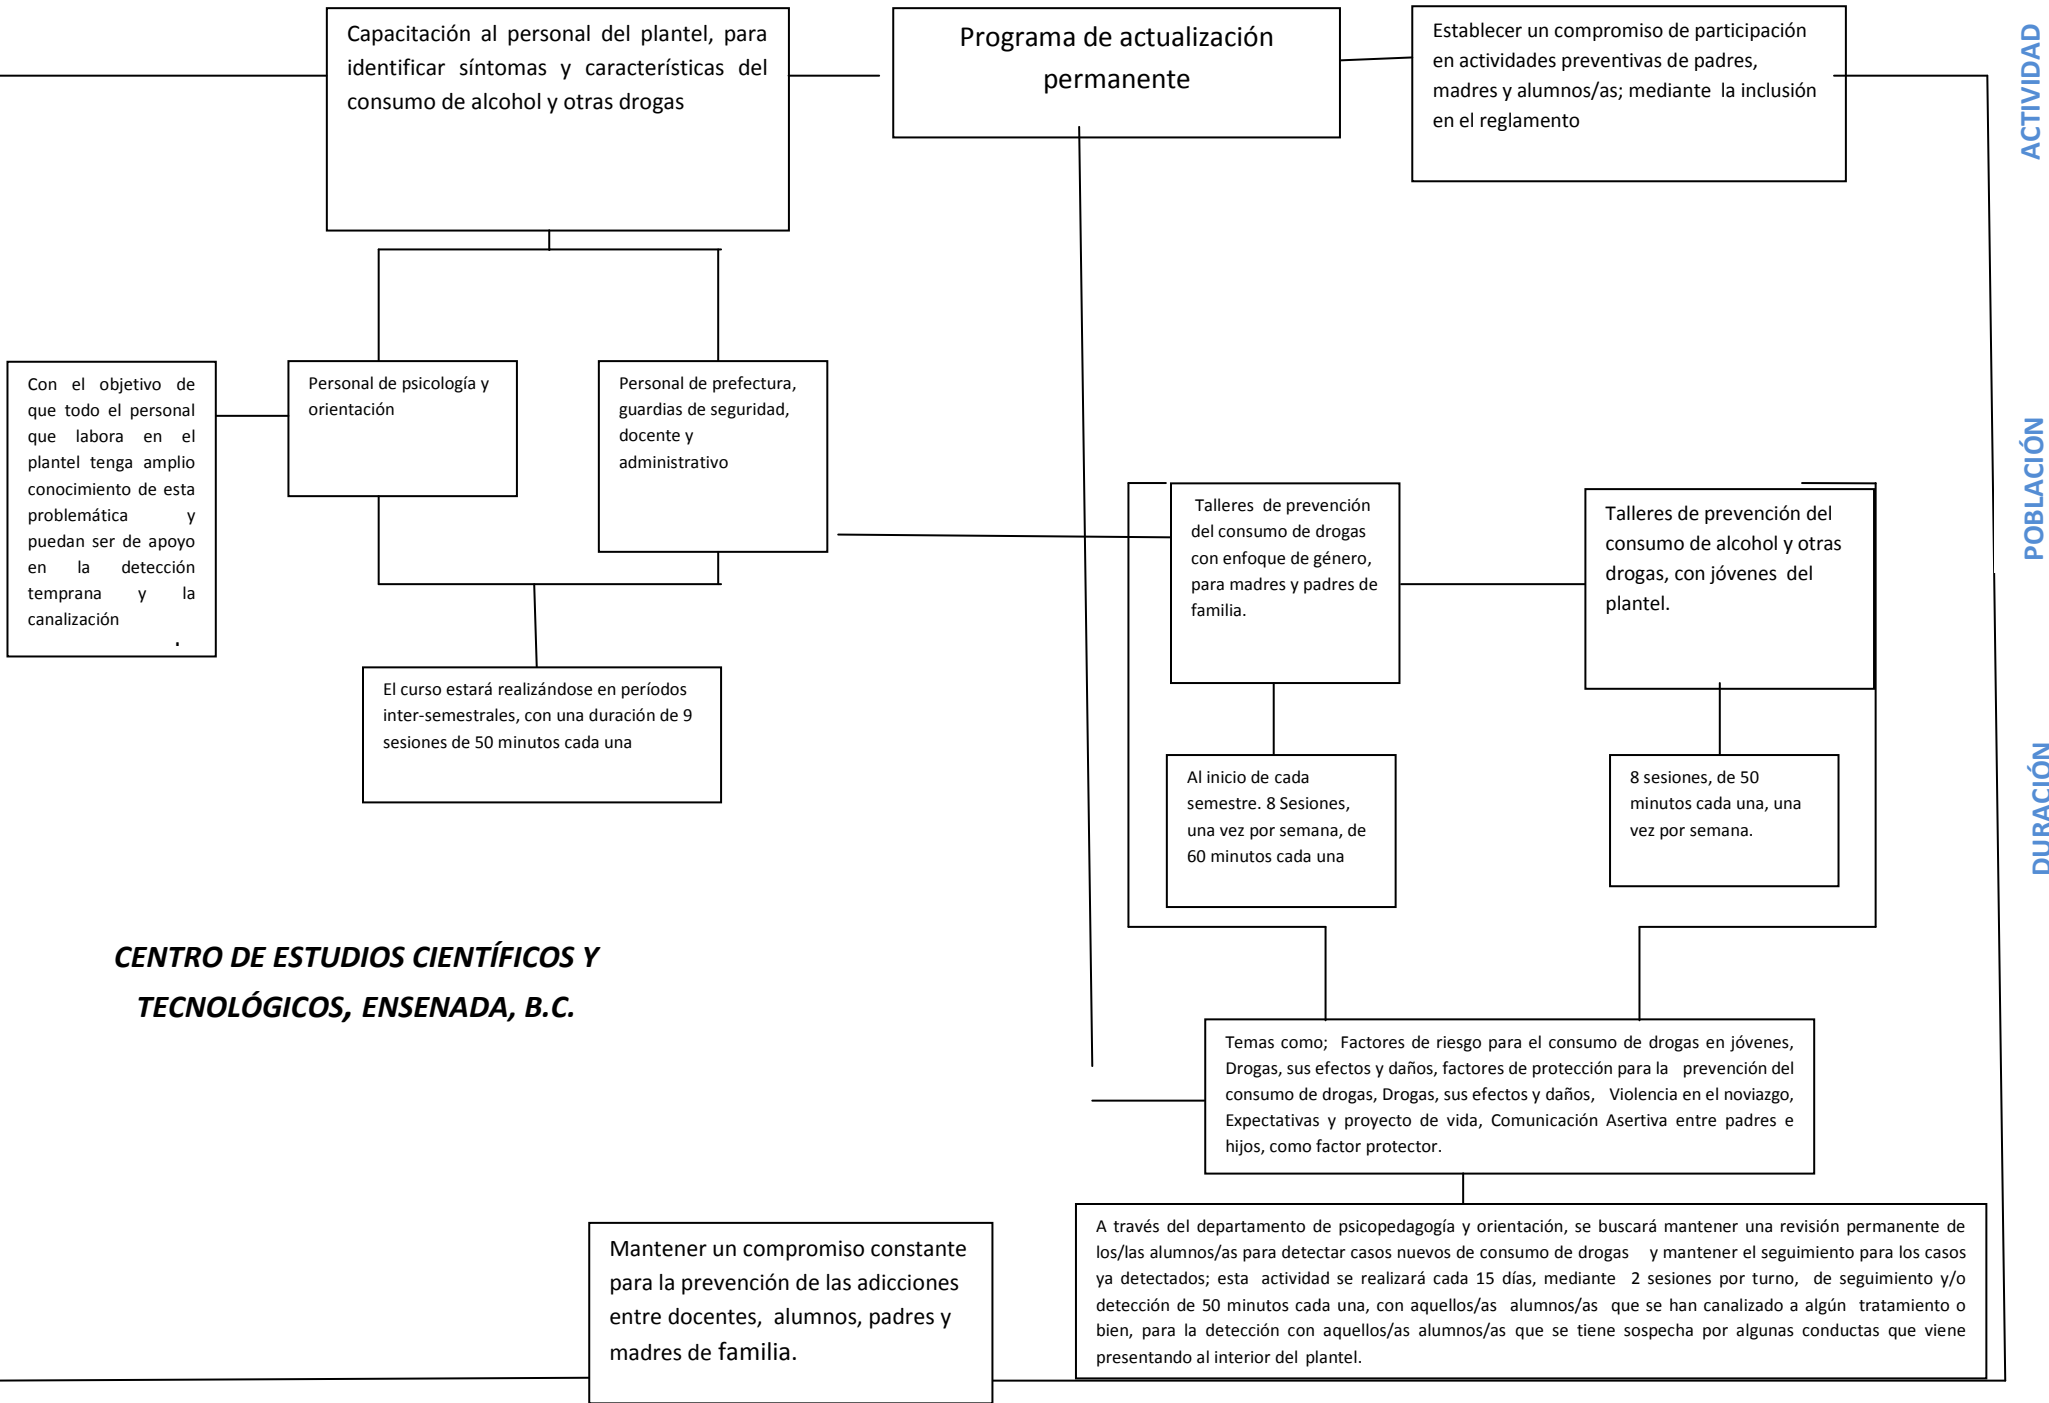 Capacitación al personal del plantel, para
identificar síntomas y características del
consumo de alcohol y otras drogas
Programa de actualización
permanente
Establecer un compromiso de participación
en actividades preventivas de padres,
madres y alumnos/as; mediante la inclusión
en el reglamento
ACTIVIDAD
Con el objetivo de
que todo el personal
que labora en el
plantel tenga amplio
conocimiento de esta
problemática y
puedan ser de apoyo
en la detección
temprana y la
canalización
.
Personal de psicología y
orientación
Personal de prefectura,
guardias de seguridad,
docente y
administrativo
Talleres de prevención
del consumo de drogas
con enfoque de género,
para madres y padres de
familia.
Talleres de prevención del
consumo de alcohol y otras
drogas, con jóvenes del
plantel.
POBLACIÓN
El curso estará realizándose en períodos
inter-semestrales, con una duración de 9
sesiones de 50 minutos cada una
Al inicio de cada
semestre. 8 Sesiones,
una vez por semana, de
60 minutos cada una
8 sesiones, de 50
minutos cada una, una
vez por semana.
DURACIÓN
CENTRO DE ESTUDIOS CIENTÍFICOS Y
TECNOLÓGICOS, ENSENADA, B.C.
Temas como; Factores de riesgo para el consumo de drogas en jóvenes,
Drogas, sus efectos y daños, factores de protección para la prevención del
consumo de drogas, Drogas, sus efectos y daños, Violencia en el noviazgo,
Expectativas y proyecto de vida, Comunicación Asertiva entre padres e
hijos, como factor protector.
Mantener un compromiso constante
para la prevención de las adicciones
entre docentes, alumnos, padres y
madres de familia.
A través del departamento de psicopedagogía y orientación, se buscará mantener una revisión permanente de
los/las alumnos/as para detectar casos nuevos de consumo de drogas y mantener el seguimiento para los casos
ya detectados; esta actividad se realizará cada 15 días, mediante 2 sesiones por turno, de seguimiento y/o
detección de 50 minutos cada una, con aquellos/as alumnos/as que se han canalizado a algún tratamiento o
bien, para la detección con aquellos/as alumnos/as que se tiene sospecha por algunas conductas que viene
presentando al interior del plantel.